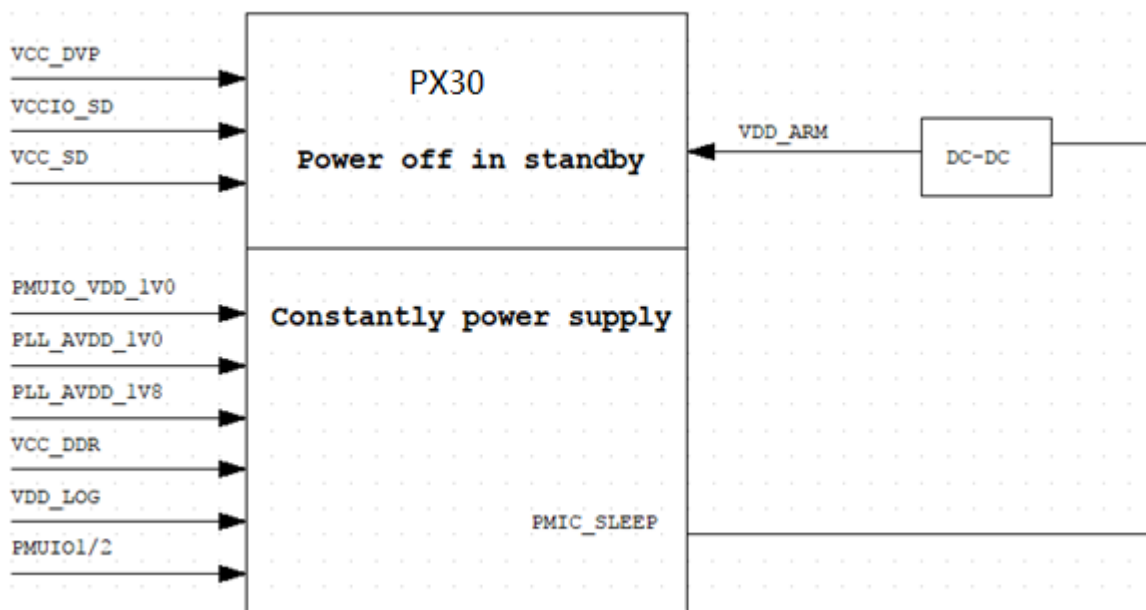 VCC_DVP
VCCIO_SD
VCC_SD
PX30
Power off in standby
VDD_ARM
DC-DC
PMUIO_VDD_1V0
PLL_AVDD_1V0
PLL_AVDD_1V8
VCC_DDR
VDD_LOG
PMUIO1/2
Constantly power supply
PMIC_SLEEP